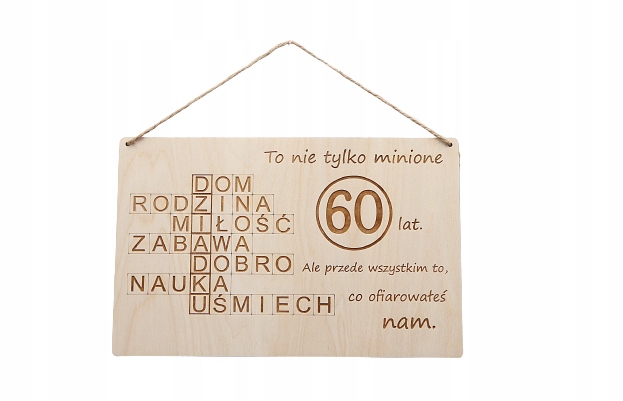 To nie tylko minione
60 lat.
Ale przede wszystkim to,
co ofiarowałeś
nam.
DOM
RODZINA
MIŁOŚĆ
ZABAWA
DOBRO
NAUKA
UŚMIECH